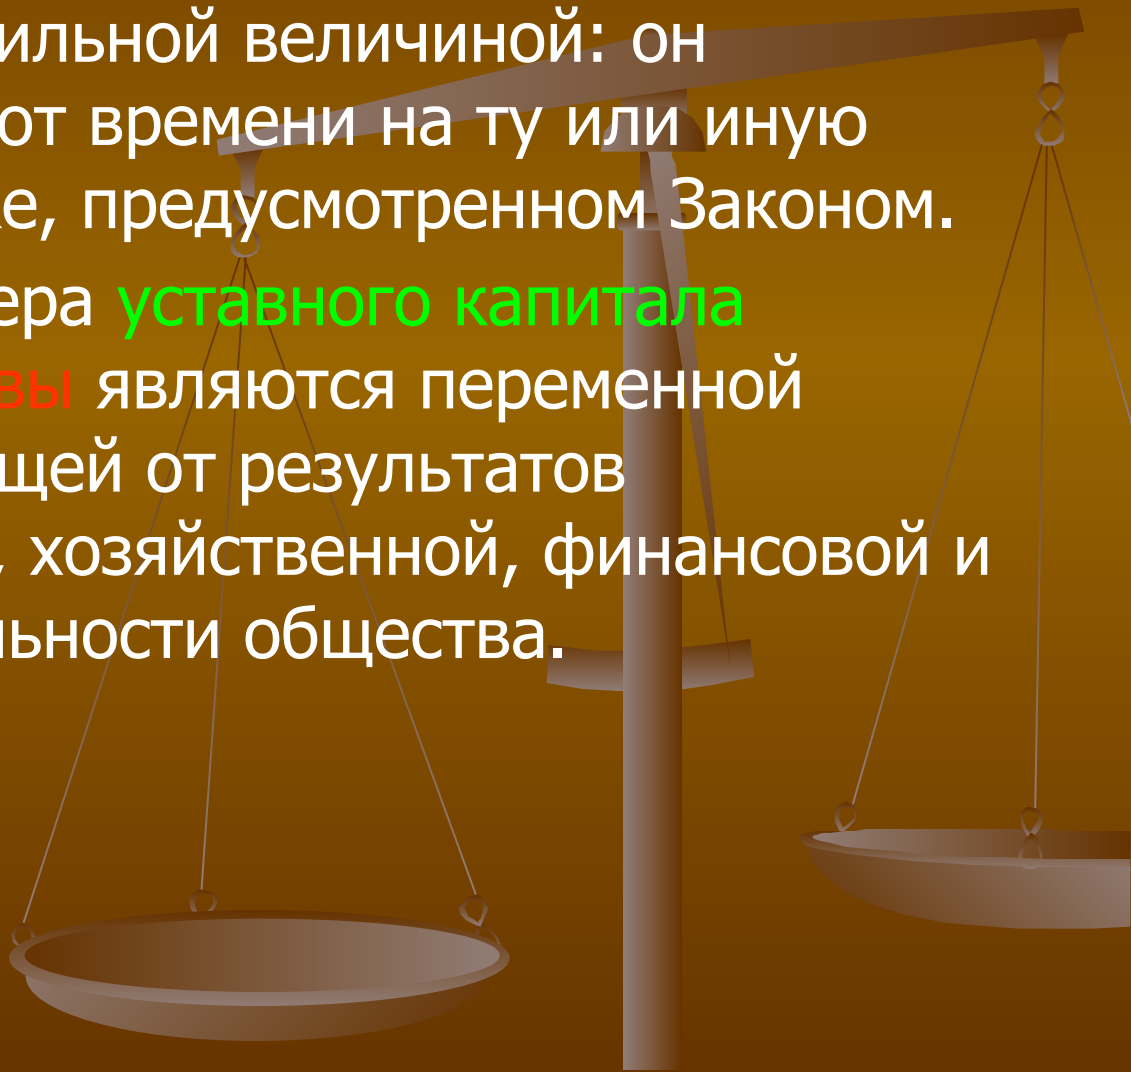 ильной величиной: он
от времени на ту или иную
е, предусмотренном Законом.
ера уставного капитала
вы являются переменной
щей от результатов
, хозяйственной, финансовой и
льности общества.